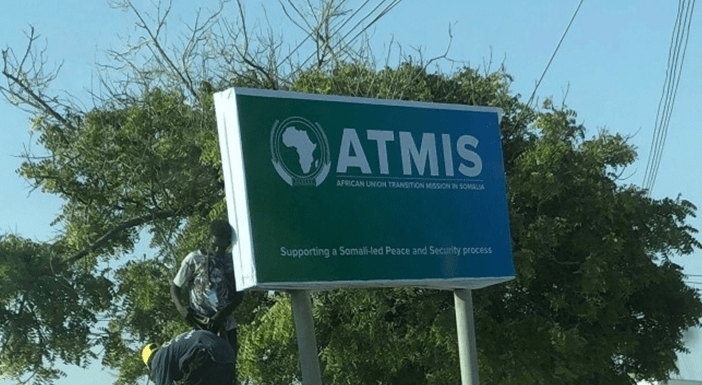 ATMIS
AFRICAN UNION TRANSITION MISSION IN SOMALIA
Supporting a Somali-led Peace and Security process